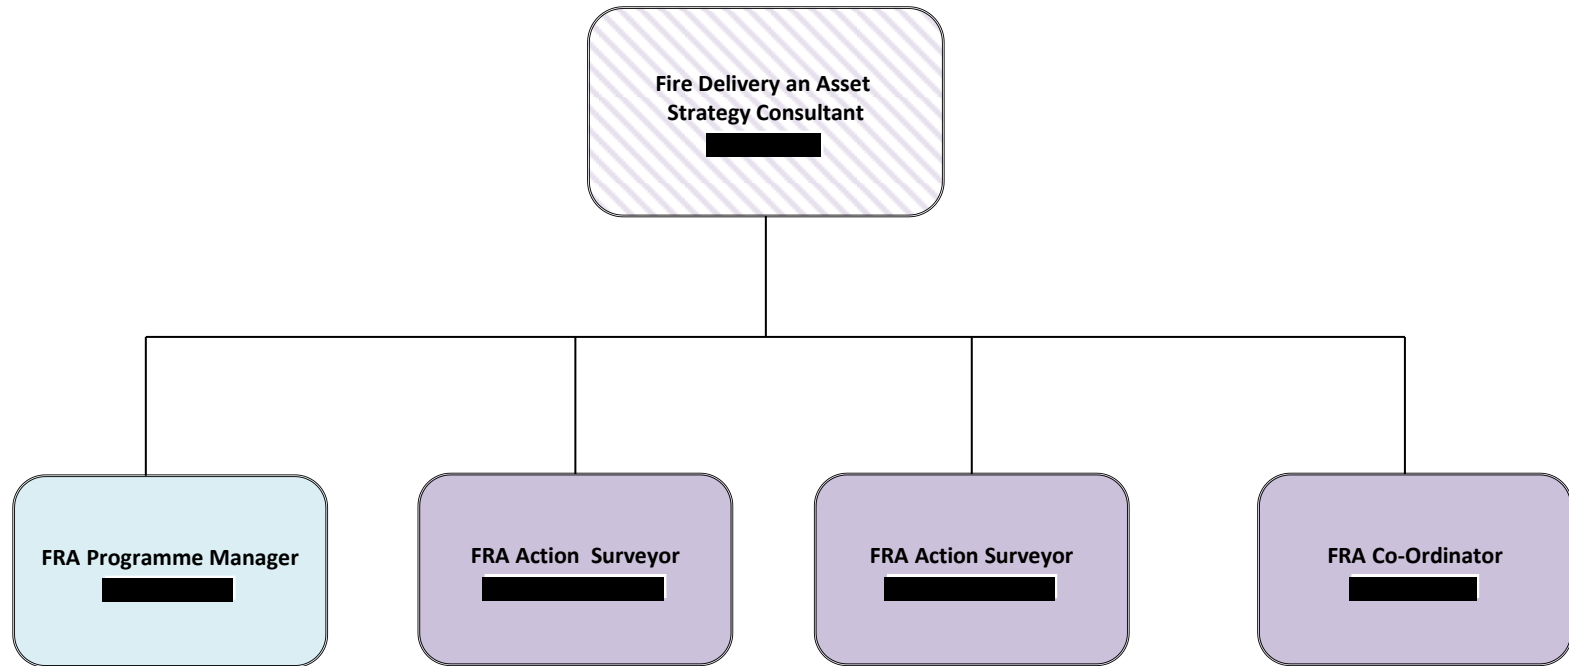 Fire Delivery an Asset
Strategy Consultant
FRA Programme Manager
FRA Action  Surveyor
FRA Action Surveyor
FRA Co-Ordinator